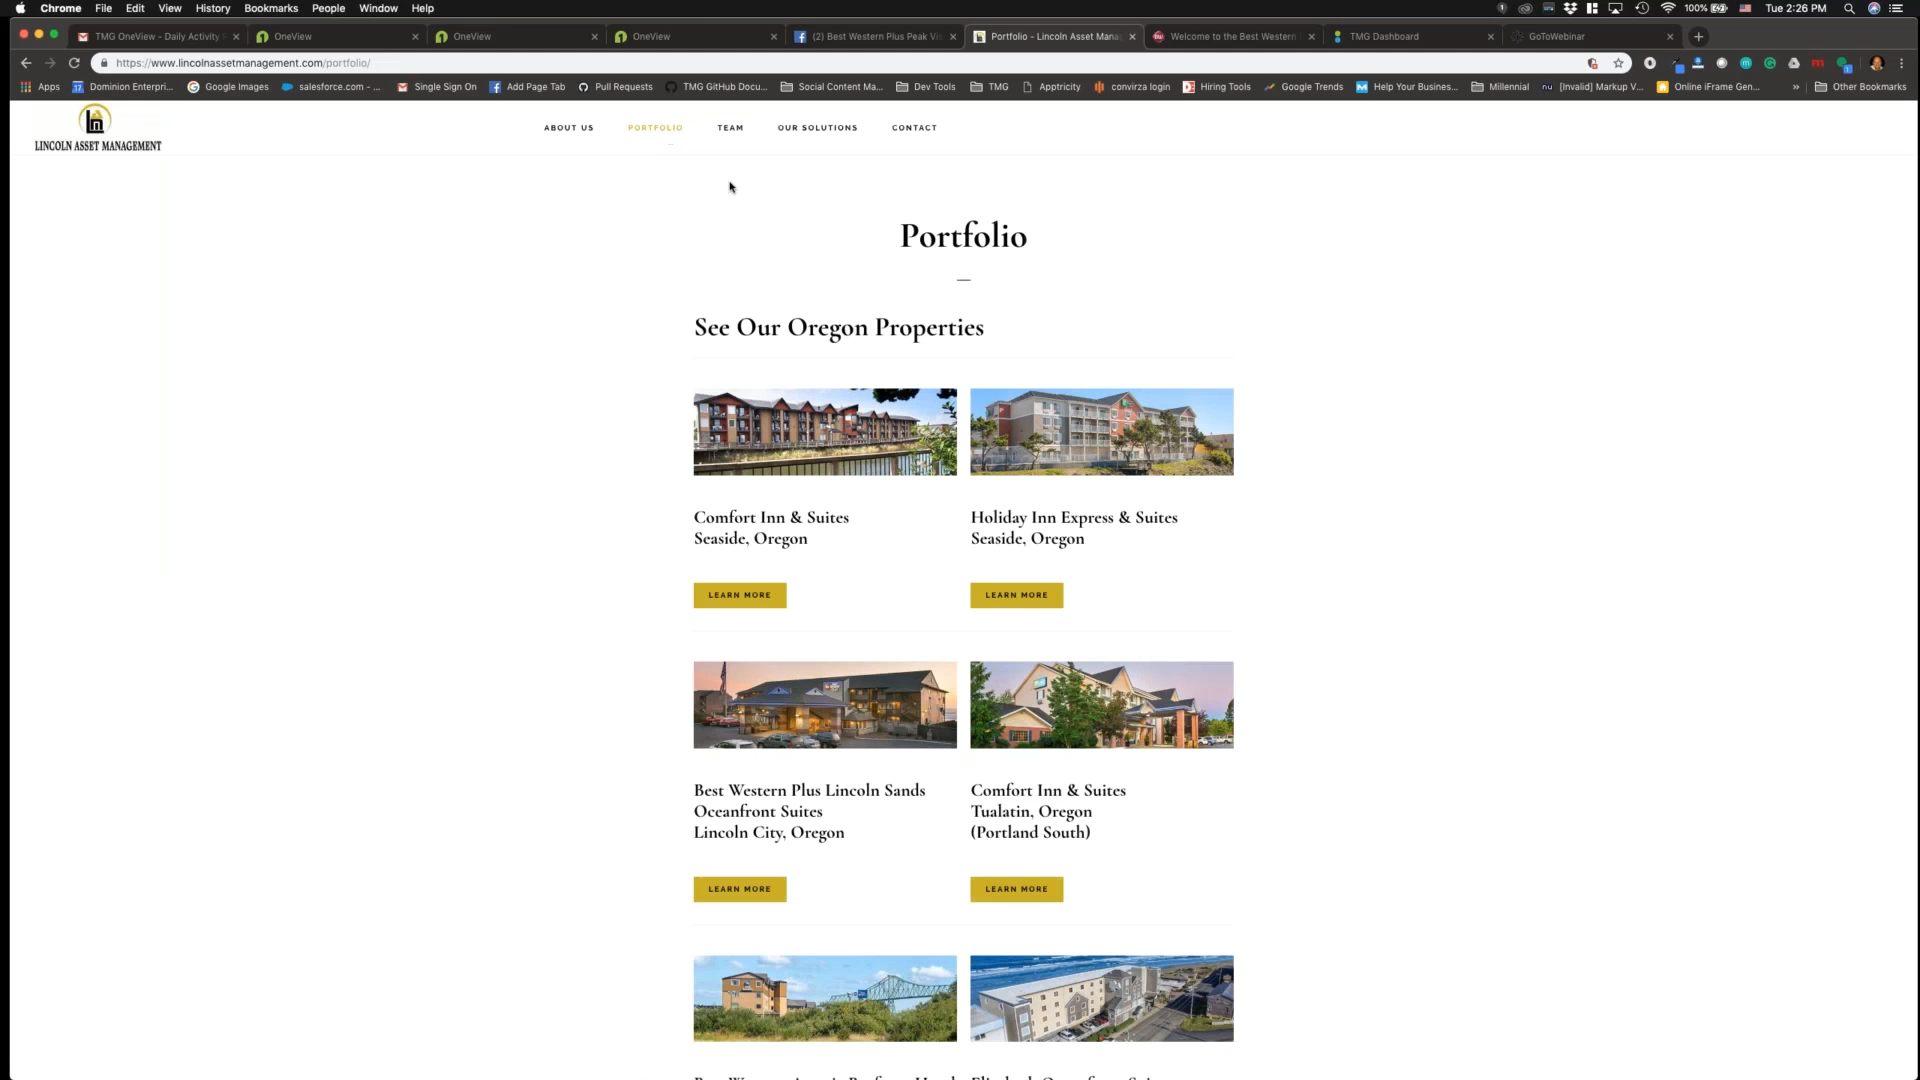 Chrome File Edit View History Bookmarks People Window Help
100% Tue 2:26 PM
TMG OneView - Daily Activity
OneView
OneView
OneView
(2) Best Western Plus Peak Vis
Portfolio - Lincoln Asset Mana
Welcome to the Best Western
TMG Dashboard
GoToWebinar
https://www.lincolnassetmanagement.com/portfolio/
Apps Dominion Enterpri... Google Images salesforce.com - ... Single Sign On Add Page Tab Pull Requests TMG GitHub Docu... Social Content Ma... Dev Tools TMG Apptricity convirza login Hiring Tools Google Trends Help Your Busines... Millennial [Invalid] Markup V... Online iFrame Gen... » Other Bookmarks
ln
LINCOLN ASSET MANAGEMENT
ABOUT US PORTFOLIO TEAM OUR SOLUTIONS CONTACT
Portfolio
See Our Oregon Properties
Comfort Inn & Suites
Seaside, Oregon
LEARN MORE
Holiday Inn Express & Suites
Seaside, Oregon
LEARN MORE
Best Western Plus Lincoln Sands
Oceanfront Suites
Lincoln City, Oregon
LEARN MORE
Comfort Inn & Suites
Tualatin, Oregon
(Portland South)
LEARN MORE